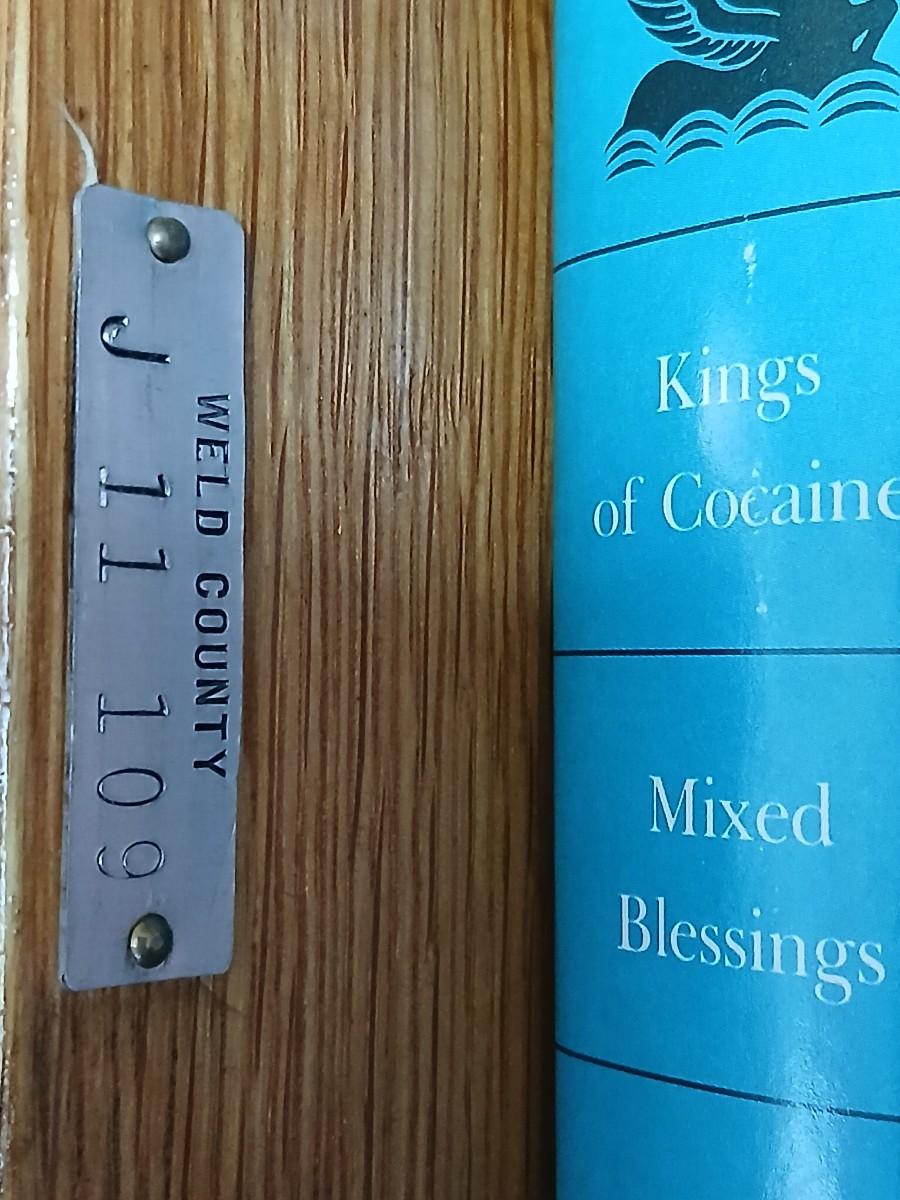 WELD COUNTY
J 11 109
Kings
of Cocaine
Mixed
Blessings